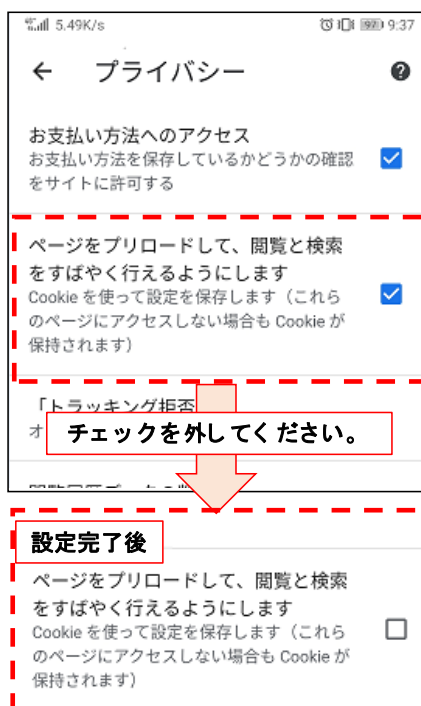 5.49K/s 9:37
プライバシー
お支払い方法へのアクセス
お支払い方法を保存しているかどうかの確認
をサイトに許可する
ページをプリロードして、閲覧と検索
をすばやく行えるようにします
Cookie を使って設定を保存します（これら
のページにアクセスしない場合も Cookie が
保持されます）
「トラッキング拒否
オ
チェックを外してください。
設定完了後
ページをプリロードして、閲覧と検索
をすばやく行えるようにします
Cookie を使って設定を保存します（これら
のページにアクセスしない場合も Cookie が
保持されます）